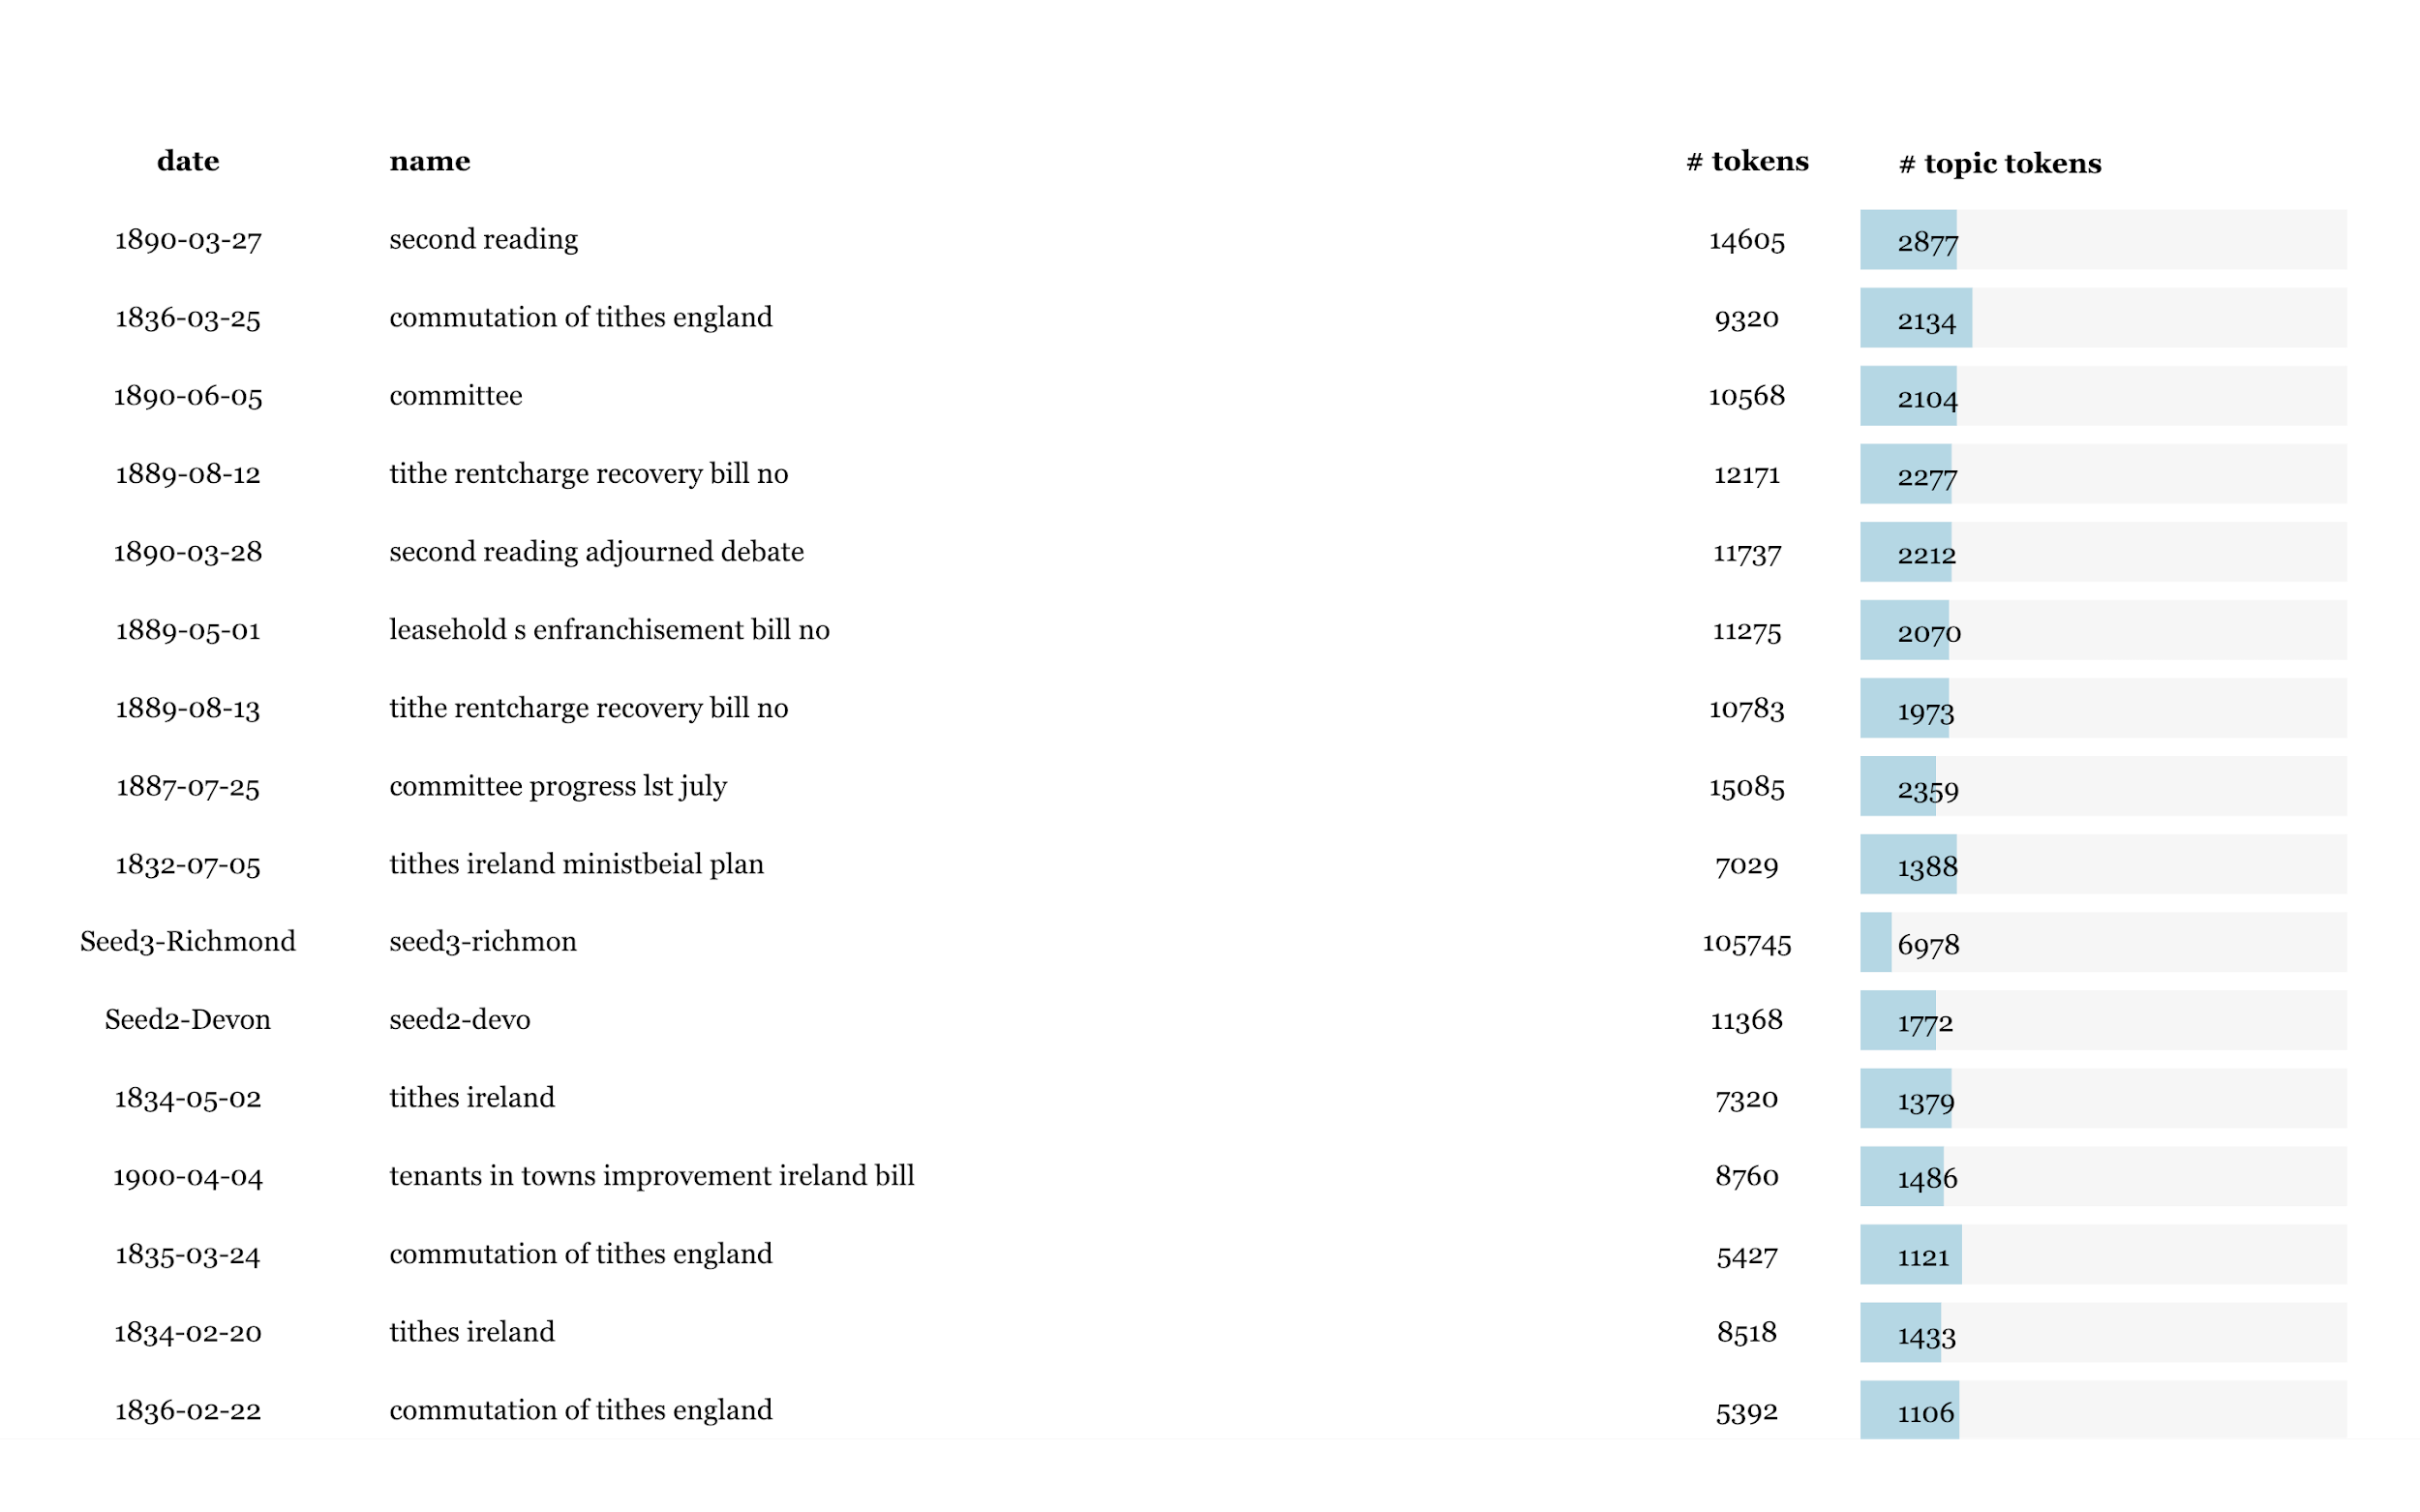 date name # tokens # topic tokens
1890-03-27 second reading 14605 2877
1836-03-25 commutation of tithes england 9320 2134
1890-06-05 committee 10568 2104
1889-08-12 tithe rentcharge recovery bill no 12171 2277
1890-03-28 second reading adjourned debate 11737 2212
1889-05-01 leasehold s enfranchisement bill no 11275 2070
1889-08-13 tithe rentcharge recovery bill no 10783 1973
1887-07-25 committee progress lst july 15085 2359
1832-07-05 tithes ireland ministbeial plan 7029 1388
Seed3-Richmond seed3-richmon 105745 6978
Seed2-Devon seed2-devo 11368 1772
1834-05-02 tithes ireland 7320 1379
1900-04-04 tenants in towns improvement ireland bill 8760 1486
1835-03-24 commutation of tithes england 5427 1121
1834-02-20 tithes ireland 8518 1433
1836-02-22 commutation of tithes england 5392 1106